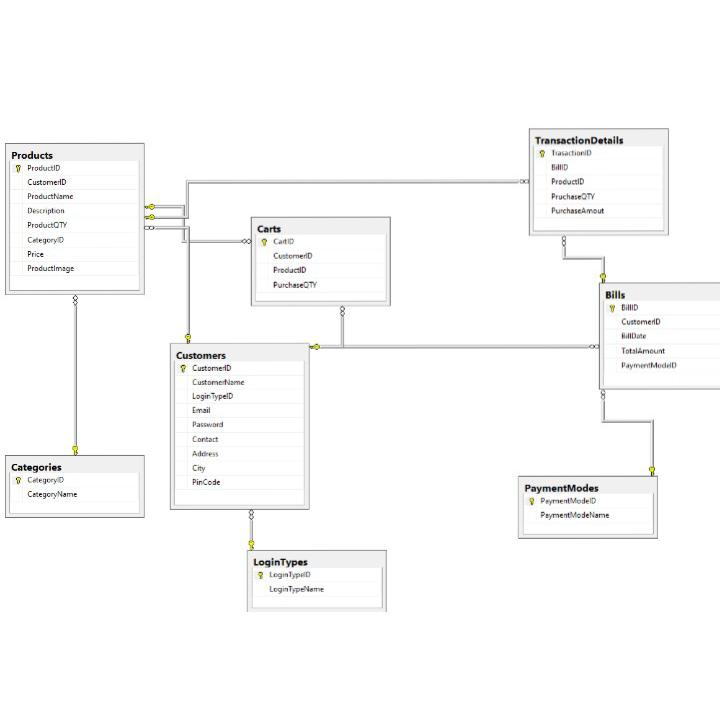 Products
ProductID
CustomerID
ProductName
Description
ProductQTY
CategoryID
Price
ProductImage
TransactionDetails
TrasactionID
BillID
ProductID
PruchaseQTY
PurchaseAmout
Carts
CartID
CustomerID
ProductID
PurchaseQTY
Bills
BillID
CustomerID
BillDate
TotalAmount
PaymentModeID
Customers
CustomerID
CustomerName
LoginTypeID
Email
Password
Contact
Address
City
PinCode
Categories
CategoryID
CategoryName
PaymentModes
PaymentModeID
PaymentModeName
LoginTypes
LoginTypeID
LoginTypeName